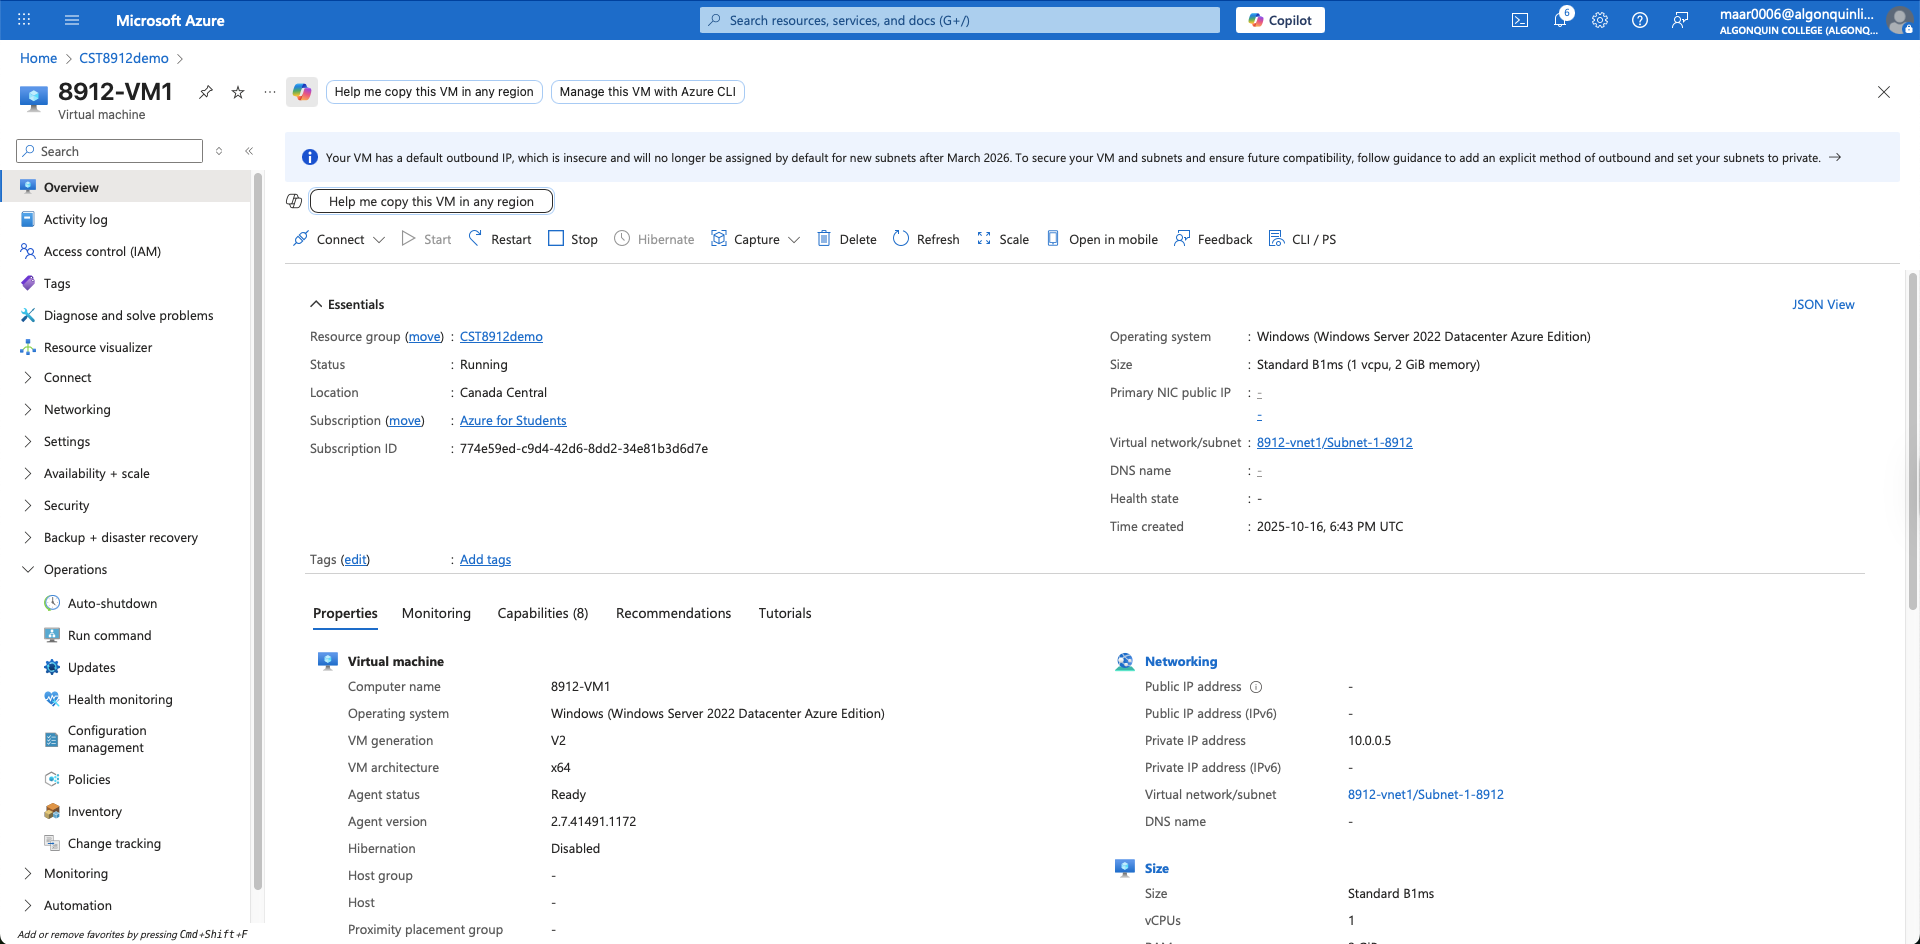 Microsoft Azure
Search resources, services, and docs (G+/)
Copilot
6
maar0006@algonquinli...
ALGONQUIN COLLEGE (ALGONQ...
Home > CST8912demo >
8912-VM1
Virtual machine
Help me copy this VM in any region
Manage this VM with Azure CLI
Search
Overview
Activity log
Access control (IAM)
Tags
Diagnose and solve problems
Resource visualizer
Connect
Networking
Settings
Availability + scale
Security
Backup + disaster recovery
Operations
Auto-shutdown
Run command
Updates
Health monitoring
Configuration
management
Policies
Inventory
Change tracking
Monitoring
Automation
Add or remove favorites by pressing Cmd+Shift+F
Your VM has a default outbound IP, which is insecure and will no longer be assigned by default for new subnets after March 2026. To secure your VM and subnets and ensure future compatibility, follow guidance to add an explicit method of outbound and set your subnets to private. →
Help me copy this VM in any region
Connect Start Restart Stop Hibernate Capture Delete Refresh Scale Open in mobile Feedback CLI / PS
Essentials
JSON View
Resource group (move) : CST8912demo
Status : Running
Location : Canada Central
Subscription (move) : Azure for Students
Subscription ID : 774e59ed-c9d4-42d6-8dd2-34e81b3d6d7e
Operating system : Windows (Windows Server 2022 Datacenter Azure Edition)
Size : Standard B1ms (1 vcpu, 2 GiB memory)
Primary NIC public IP : -
-
Virtual network/subnet : 8912-vnet1/Subnet-1-8912
DNS name : -
Health state : -
Time created : 2025-10-16, 6:43 PM UTC
Tags (edit) : Add tags
Properties Monitoring Capabilities (8) Recommendations Tutorials
Virtual machine
Computer name 8912-VM1
Operating system Windows (Windows Server 2022 Datacenter Azure Edition)
VM generation V2
VM architecture x64
Agent status Ready
Agent version 2.7.41491.1172
Hibernation Disabled
Host group -
Host -
Proximity placement group -
Networking
Public IP address -
Public IP address (IPv6) -
Private IP address 10.0.0.5
Private IP address (IPv6) -
Virtual network/subnet 8912-vnet1/Subnet-1-8912
DNS name -
Size
Size Standard B1ms
vCPUs 1